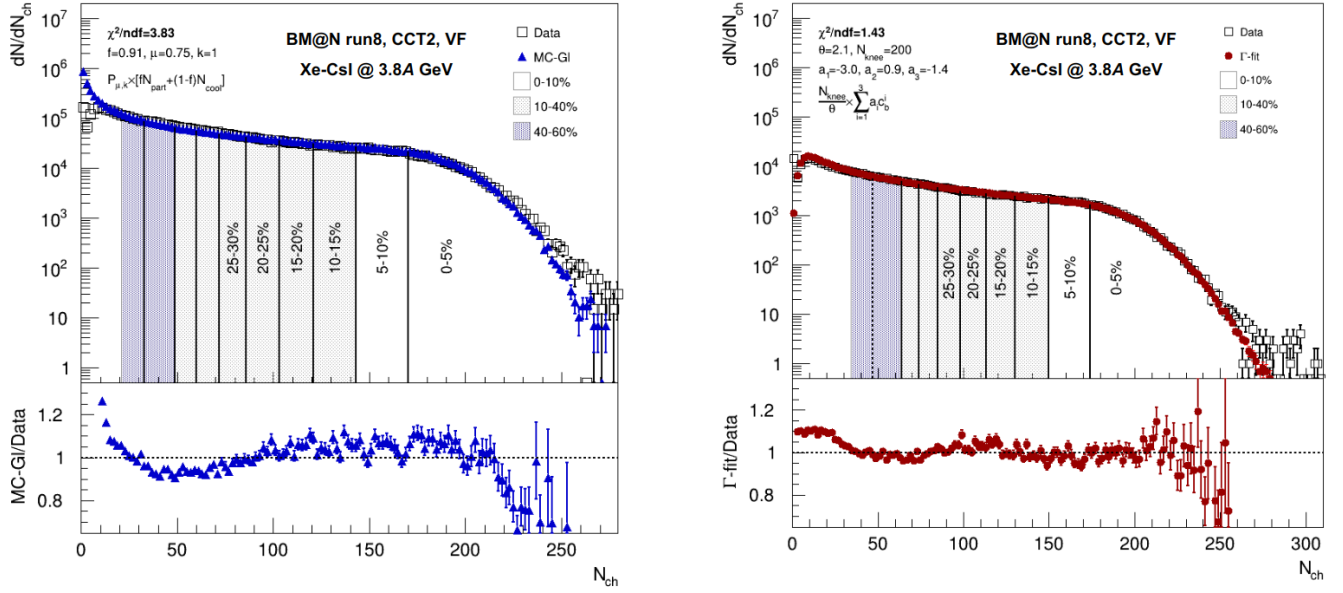 dN/dN_ch
10^7
10^6
10^5
10^4
10^3
10^2
10
1
χ²/ndf=3.83
f=0.91, μ=0.75, k=1
P_μ,k×[fN_part+(1-f)N_cool]
BM@N run8, CCT2, VF
Xe-CsI @ 3.8A GeV
Data
MC-Gl
0-10%
10-40%
40-60%
25-30%
20-25%
15-20%
10-15%
5-10%
0-5%
MC-Gl/Data
1.2
1
0.8
0 50 100 150 200 250
N_ch
dN/dN_ch
10^7
10^6
10^5
10^4
10^3
10^2
10
1
χ²/ndf=1.43
θ=2.1, N_knee=200
a_1=-3.0, a_2=0.9, a_3=-1.4
N_knee/θ × ∑_{i=1}^{3} a_i c_b^i
BM@N run8, CCT2, VF
Xe-CsI @ 3.8A GeV
Data
Γ-fit
0-10%
10-40%
40-60%
25-30%
20-25%
15-20%
10-15%
5-10%
0-5%
Γ-fit/Data
1.2
1
0.8
0 50 100 150 200 250 300
N_ch